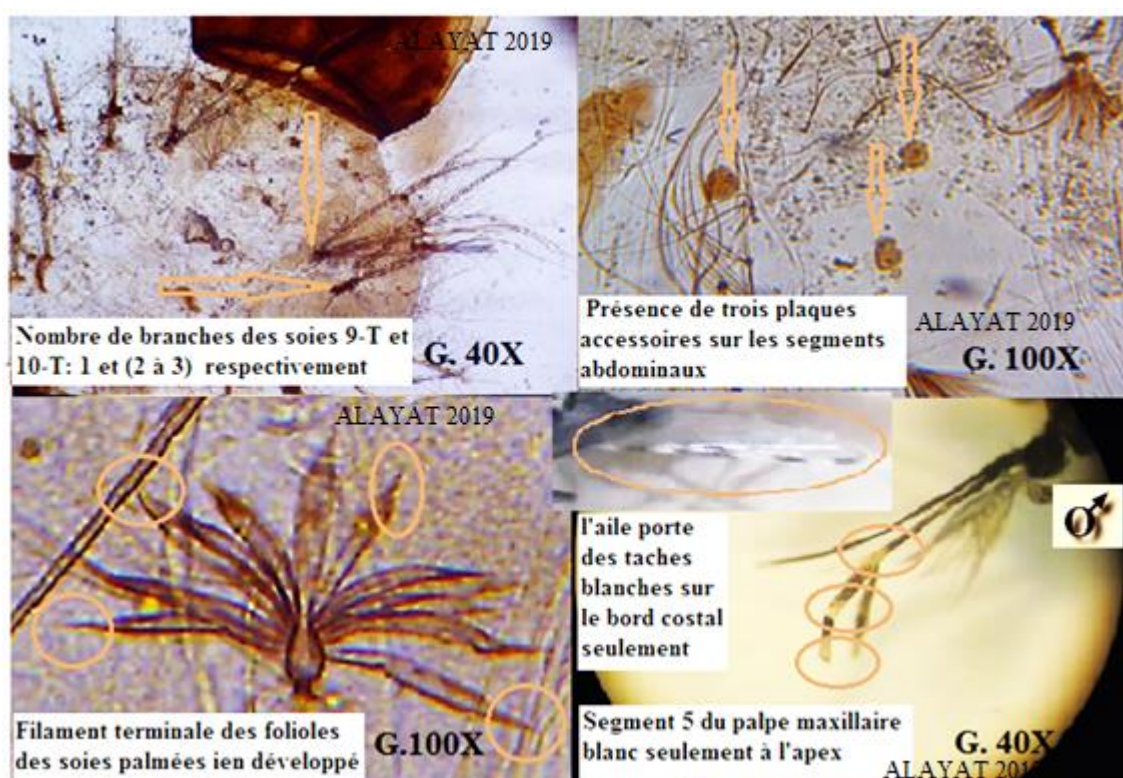 ALAYAT 2019
Nombre de branches des soies 9-T et
10-T: 1 et (2 à 3) respectivement
G. 40X
Présence de trois plaques
accessoires sur les segments
abdominaux
ALAYAT 2019
G. 100X
ALAYAT 2019
Filament terminale des folioles
des soies palmées ien développé
G.100X
l'aile porte
des taches
blanches sur
le bord costal
seulement
♂
Segment 5 du palpe maxillaire
blanc seulement à l'apex
G. 40X
ALAYAT